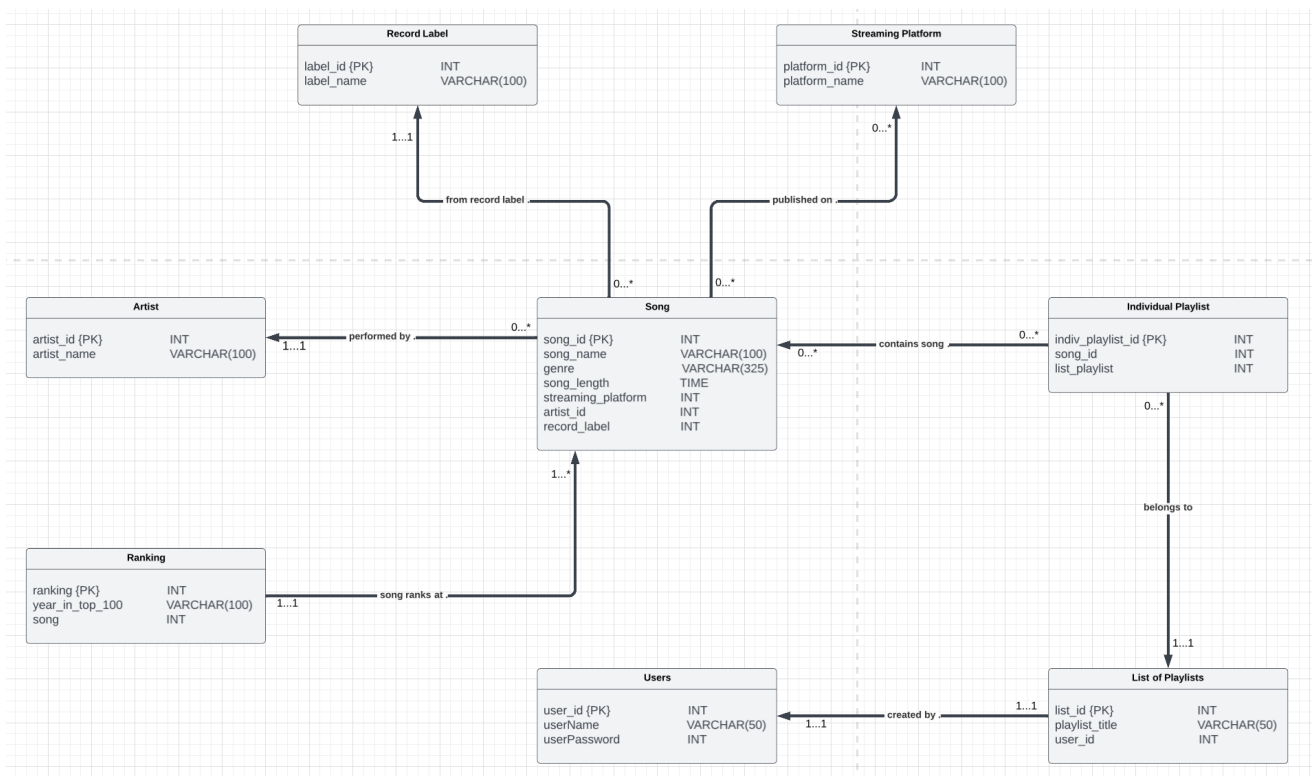 Record Label
label_id {PK} INT
label_name VARCHAR(100)
Streaming Platform
platform_id {PK} INT
platform_name VARCHAR(100)
1...1
0...*
from record label .
published on .
0...*
0...*
Artist
artist_id {PK} INT
artist_name VARCHAR(100)
1...1
performed by .
0...*
Song
song_id {PK} INT
song_name VARCHAR(100)
genre VARCHAR(325)
song_length TIME
streaming_platform INT
artist_id INT
record_label INT
0...*
contains song .
0...*
Individual Playlist
indiv_playlist_id {PK} INT
song_id INT
list_playlist INT
0...*
1...*
belongs to
Ranking
ranking {PK} INT
year_in_top_100 VARCHAR(100)
song INT
1...1
song ranks at .
1...1
Users
user_id {PK} INT
userName VARCHAR(50)
userPassword INT
1...1
created by .
1...1
List of Playlists
list_id {PK} INT
playlist_title VARCHAR(50)
user_id INT